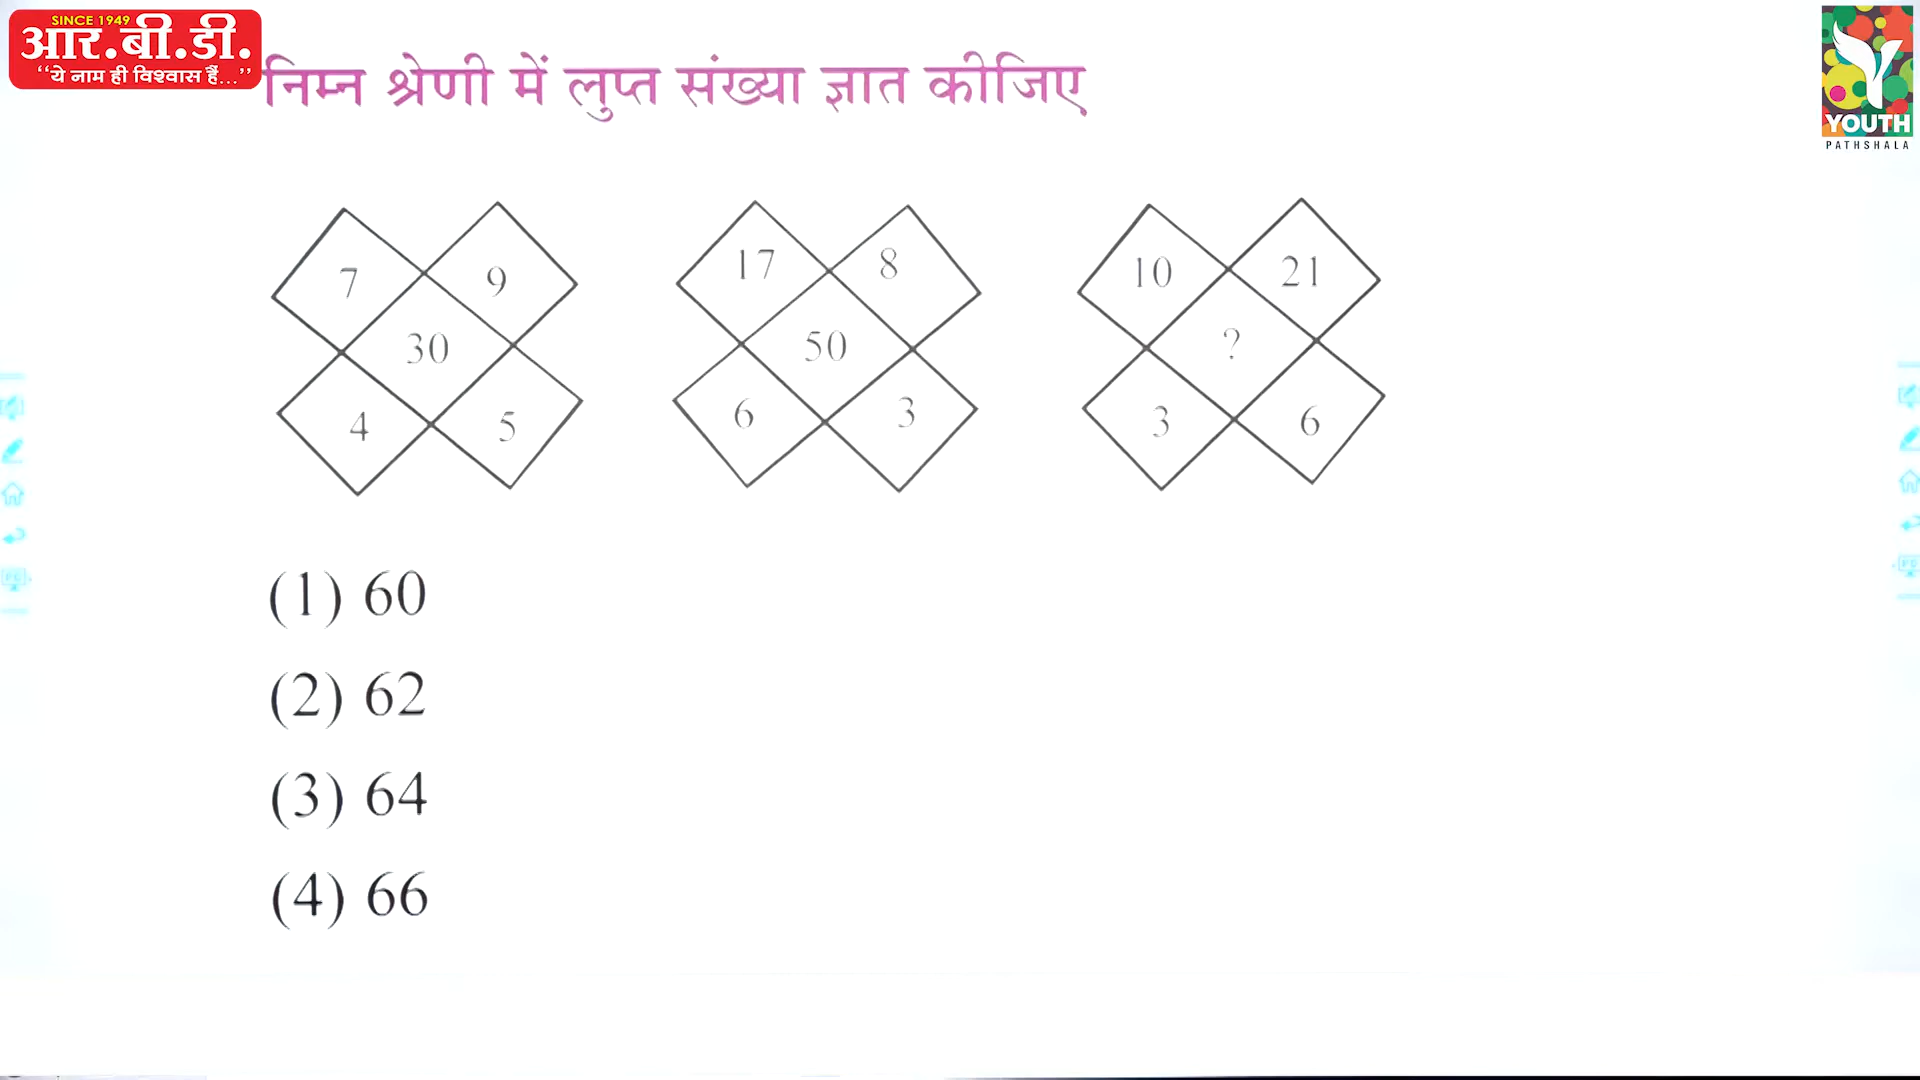 SINCE 1949
आर.बी.डी.
“ये नाम ही विश्वास हैं...”
YOUTH
PATHSHALA
निम्न श्रेणी में लुप्त संख्या ज्ञात कीजिए
7 9
30
4 5
17 8
50
6 3
10 21
?
3 6
(1) 60
(2) 62
(3) 64
(4) 66